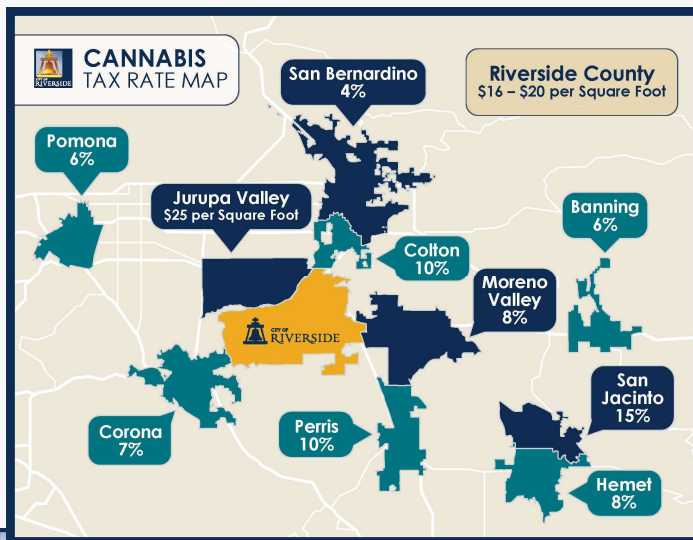 CITY OF
RIVERSIDE
CANNABIS
TAX RATE MAP
San Bernardino
4%
Riverside County
$16 – $20 per Square Foot
Pomona
6%
Jurupa Valley
$25 per Square Foot
Banning
6%
Colton
10%
Moreno
Valley
8%
CITY OF
RIVERSIDE
San
Jacinto
15%
Corona
7%
Perris
10%
Hemet
8%